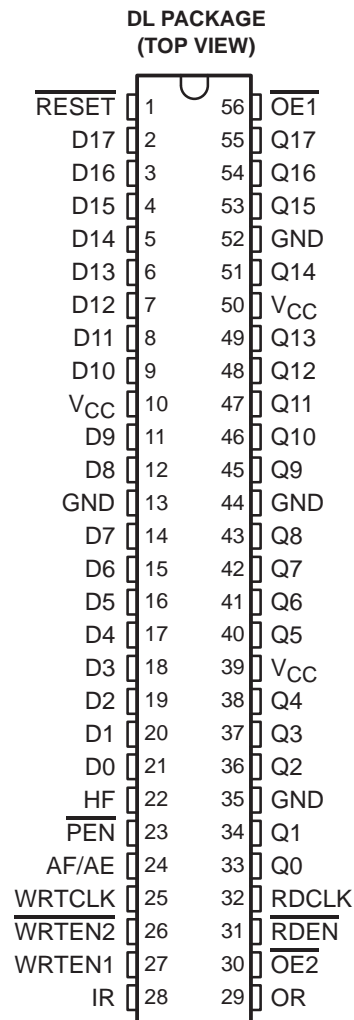 DL PACKAGE
(TOP VIEW)
RESET 1 56 OE1
D17 2 55 Q17
D16 3 54 Q16
D15 4 53 Q15
D14 5 52 GND
D13 6 51 Q14
D12 7 50 VCC
D11 8 49 Q13
D10 9 48 Q12
VCC 10 47 Q11
D9 11 46 Q10
D8 12 45 Q9
GND 13 44 GND
D7 14 43 Q8
D6 15 42 Q7
D5 16 41 Q6
D4 17 40 Q5
D3 18 39 VCC
D2 19 38 Q4
D1 20 37 Q3
D0 21 36 Q2
HF 22 35 GND
PEN 23 34 Q1
AF/AE 24 33 Q0
WRTCLK 25 32 RDCLK
WRTEN2 26 31 RDEN
WRTEN1 27 30 OE2
IR 28 29 OR